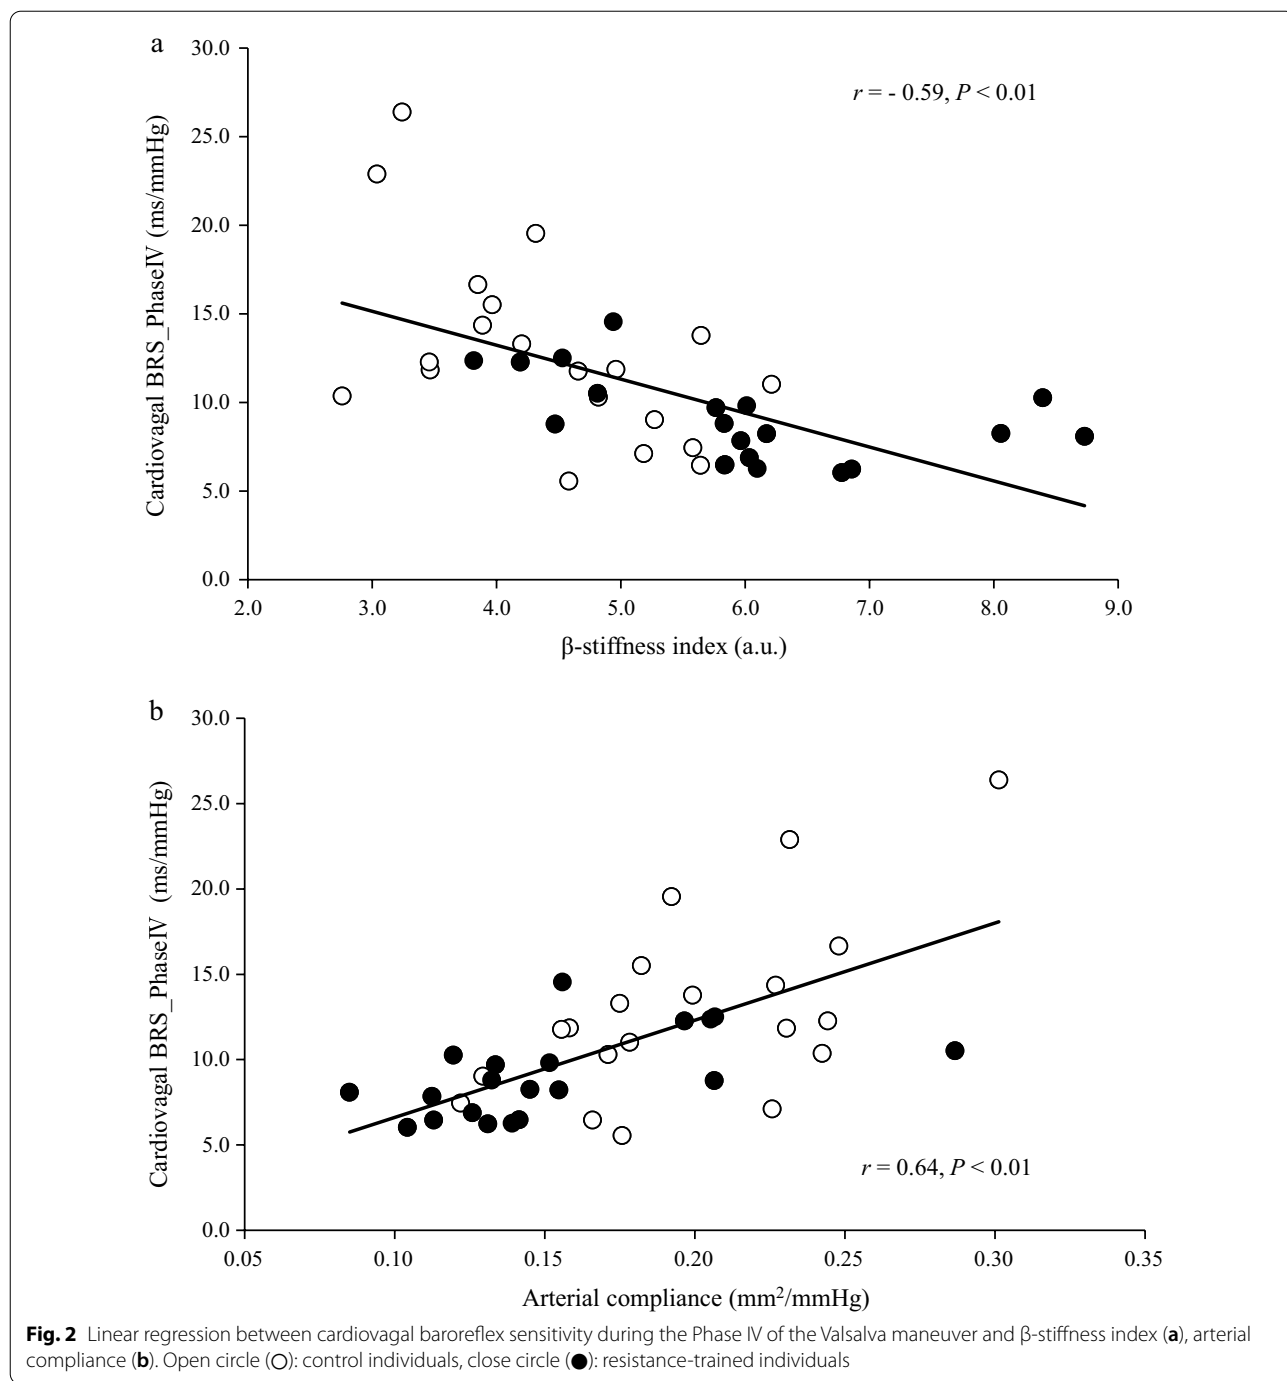 a
30.0
25.0
20.0
15.0
10.0
5.0
0.0
Cardiovagal BRS_PhaseIV (ms/mmHg)
r = - 0.59, P < 0.01
2.0 3.0 4.0 5.0 6.0 7.0 8.0 9.0
β-stiffness index (a.u.)
b
30.0
25.0
20.0
15.0
10.0
5.0
0.0
Cardiovagal BRS_PhaseIV (ms/mmHg)
r = 0.64, P < 0.01
0.05 0.10 0.15 0.20 0.25 0.30 0.35
Arterial compliance (mm²/mmHg)
Fig. 2 Linear regression between cardiovagal baroreflex sensitivity during the Phase IV of the Valsalva maneuver and β-stiffness index (a), arterial
compliance (b). Open circle (○): control individuals, close circle (●): resistance-trained individuals